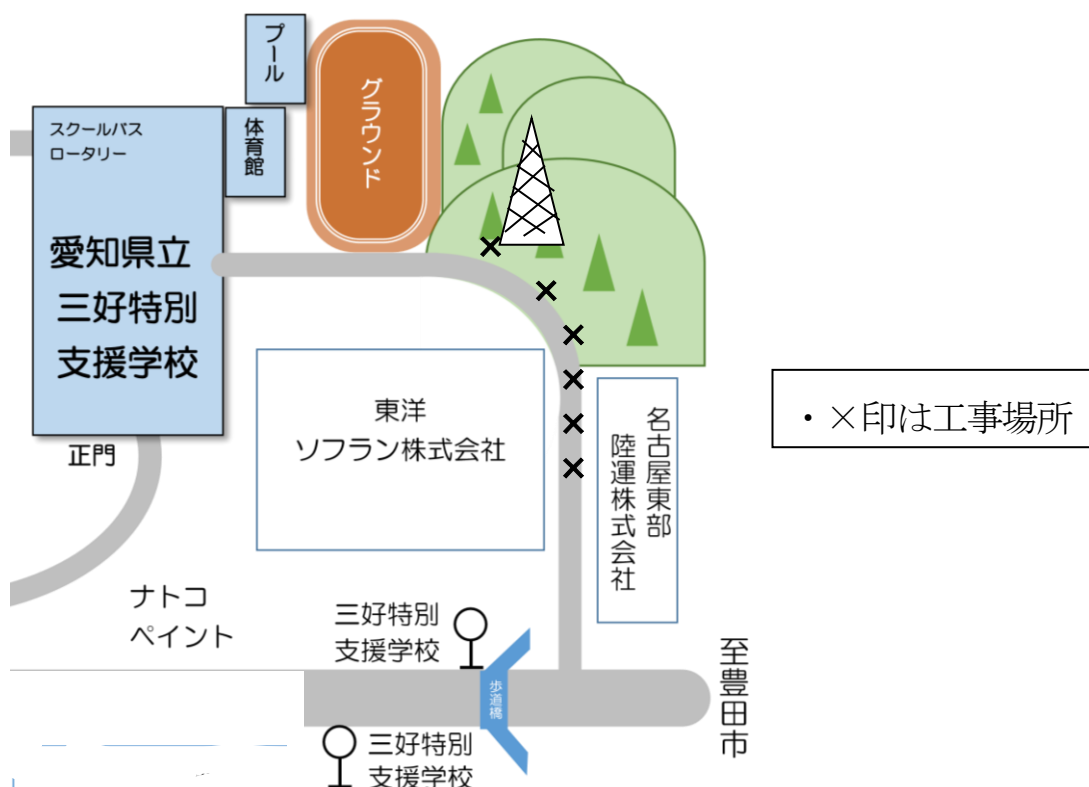 プール
グラウンド
スクールバス
ロータリー
体育館
愛知県立
三好特別
支援学校
東洋
ソフラン株式会社
名古屋東部
陸運株式会社
・×印は工事場所
正門
ナトコ
ペイント
三好特別
支援学校
歩道橋
至豊田市
三好特別
支援学校